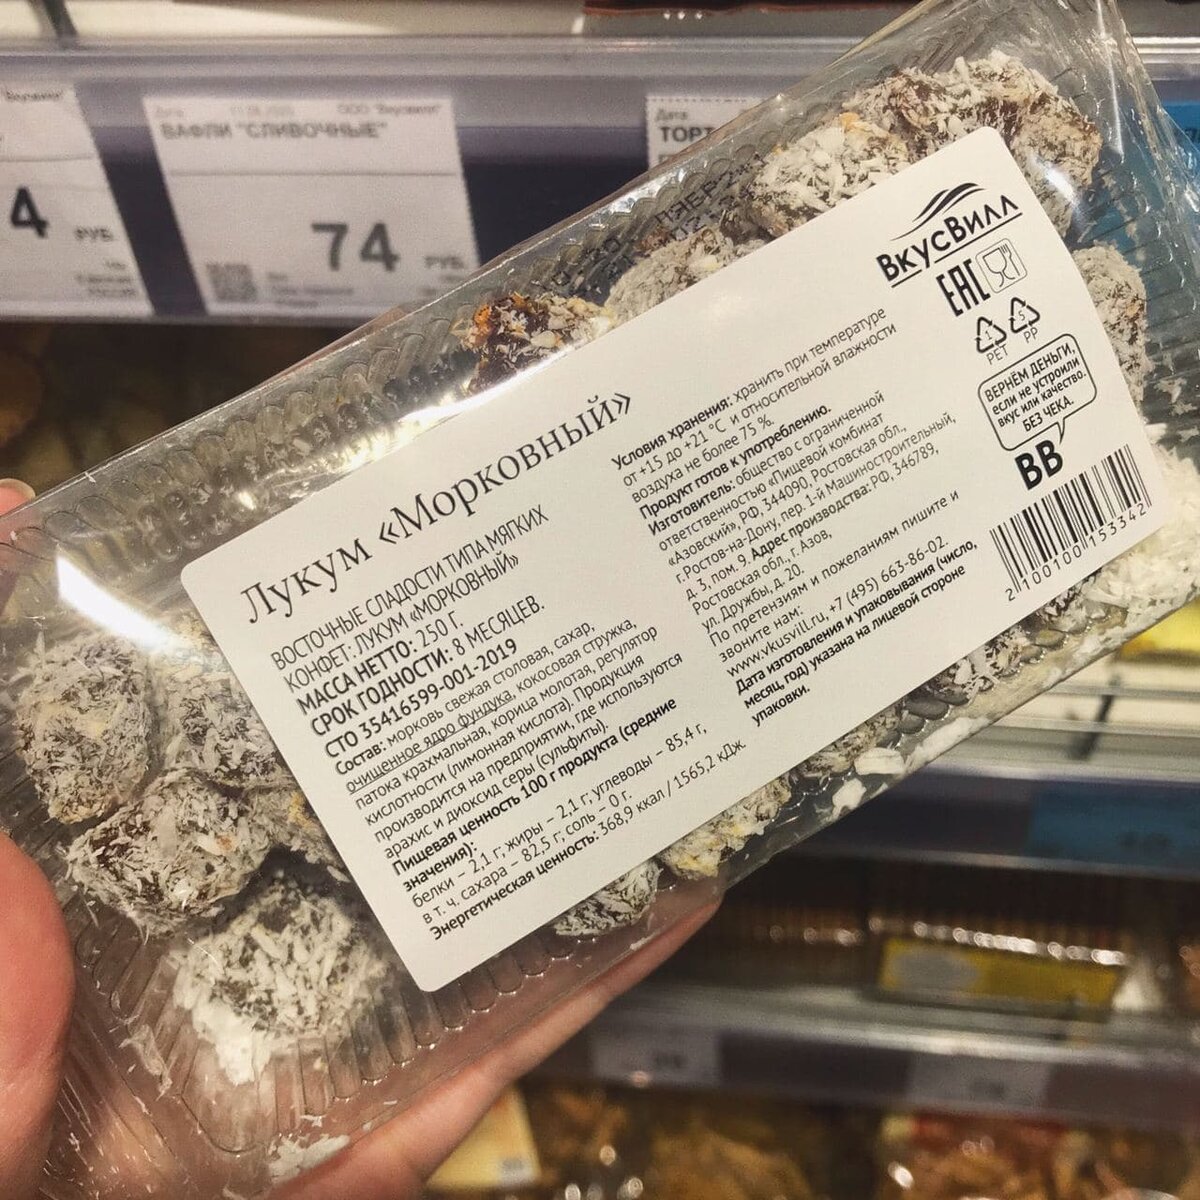 ВАФЛИ "СЛИВОЧНЫЕ"
74
РУБ.
4
РУБ.
Дата
ТОРТ
ВкусВилл
EAC
1
PET
5
PP
ВЕРНЁМ ДЕНЬГИ,
если не устроили
вкус или качество.
БЕЗ ЧЕКА.
ВВ
2100100153342
Лукум «Морковный»
ВОСТОЧНЫЕ СЛАДОСТИ ТИПА МЯГКИХ
КОНФЕТ: ЛУКУМ «МОРКОВНЫЙ»
МАССА НЕТТО: 250 Г.
СРОК ГОДНОСТИ: 8 МЕСЯЦЕВ.
СТО 35416599-001-2019
Состав: морковь свежая столовая, сахар,
очищенное ядро фундука, кокосовая стружка,
патока крахмальная, корица молотая, регулятор
кислотности (лимонная кислота). Продукция
производится на предприятии, где используются
арахис и диоксид серы (сульфиты).
Пищевая ценность 100 г продукта (средние
значения):
белки – 2,1 г; жиры – 2,1 г; углеводы – 85,4 г,
в т. ч. сахара – 82,5 г; соль – 0 г.
Энергетическая ценность: 368,9 ккал / 1565,2 кДж.
Условия хранения: хранить при температуре
от +15 до +21 °С и относительной влажности
воздуха не более 75 %.
Продукт готов к употреблению.
Изготовитель: общество с ограниченной
ответственностью «Пищевой комбинат
«Азовский», РФ, 344090, Ростовская обл.,
г. Ростов-на-Дону, пер. 1-й Машиностроительный,
д. 3, пом. 9. Адрес производства: РФ, 346789,
Ростовская обл., г. Азов,
ул. Дружбы, д. 20.
По претензиям и пожеланиям пишите и
звоните нам:
www.vkusvill.ru, +7 (495) 663-86-02.
Дата изготовления и упаковывания (число,
месяц, год) указана на лицевой стороне
упаковки.